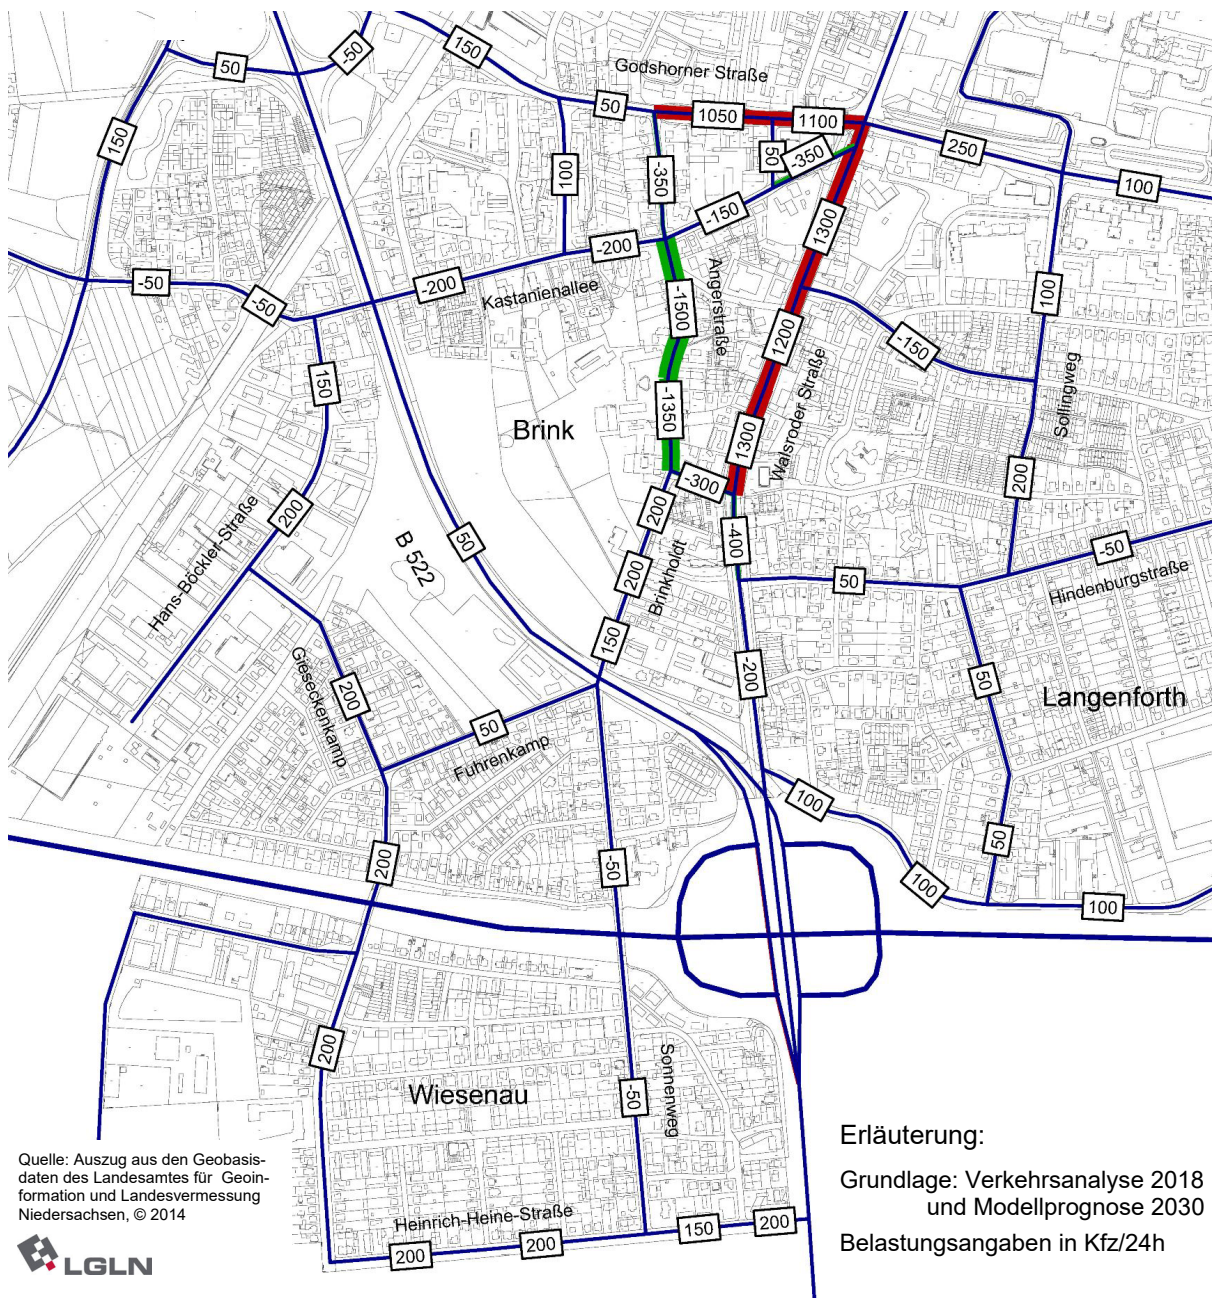 150
50
-50
Godshorner Straße
50
1050
1100
150
50
-350
250
100
-350
100
-150
1300
-200
-50
-50
-200
Kastanienallee
Angerstraße
-1500
100
1200
-150
150
Walsroder Straße
Sollingweg
-1350
Brink
1300
200
-300
200
200
Hans-Böckler-Straße
B 522
50
-400
-50
Hindenburgstraße
200
Brinkholdt
50
150
Gieseckenkamp
200
-200
50
Langenforth
50
Fuhrenkamp
100
50
200
-50
100
100
200
Wiesenau
-50
Sonnenweg
Heinrich-Heine-Straße
200
200
150
200
Quelle: Auszug aus den Geobasis-
daten des Landesamtes für Geoin-
formation und Landesvermessung
Niedersachsen, © 2014
LGLN
Erläuterung:
Grundlage: Verkehrsanalyse 2018
und Modellprognose 2030
Belastungsangaben in Kfz/24h